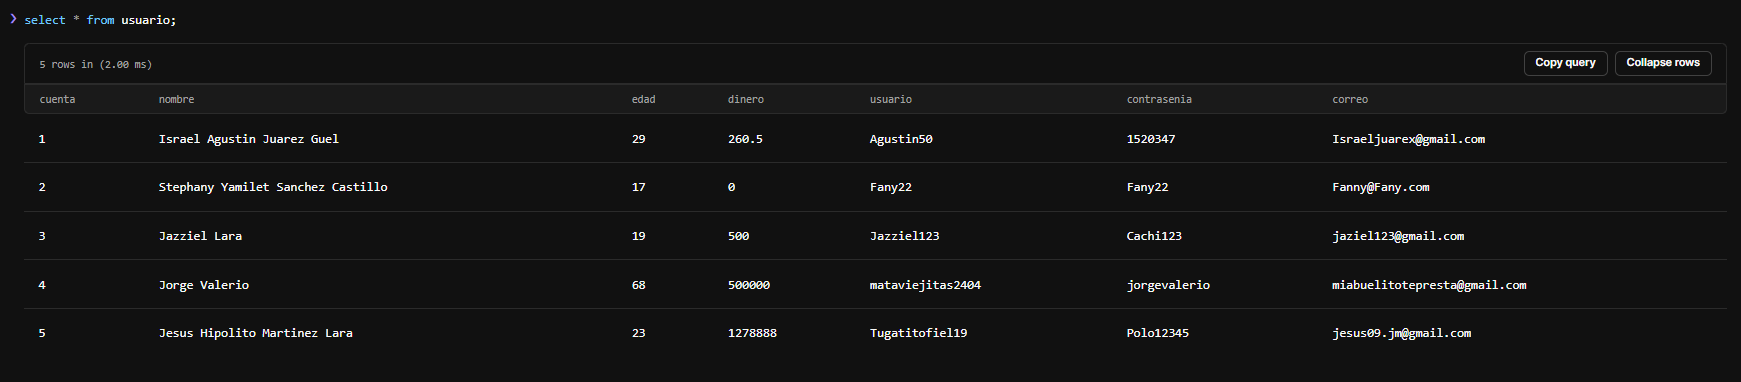 ❯ select * from usuario;
5 rows in (2.00 ms) Copy query Collapse rows
cuenta nombre edad dinero usuario contrasenia correo
1 Israel Agustin Juarez Guel 29 260.5 Agustin50 1520347 Israeljuarex@gmail.com
2 Stephany Yamilet Sanchez Castillo 17 0 Fany22 Fany22 Fanny@Fany.com
3 Jazziel Lara 19 500 Jazziel123 Cachi123 jaziel123@gmail.com
4 Jorge Valerio 68 500000 mataviejitas2404 jorgevalerio miabuelitotepresta@gmail.com
5 Jesus Hipolito Martinez Lara 23 1278888 Tugatitofiel19 Polo12345 jesus09.jm@gmail.com